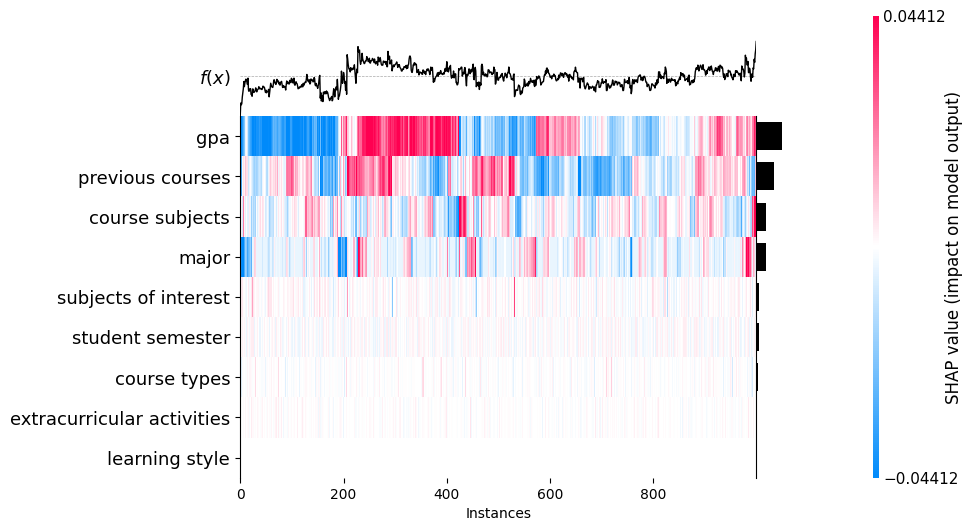 0.04412
f(x)
gpa
previous courses
course subjects
major
subjects of interest
student semester
course types
extracurricular activities
learning style
0 200 400 600 800
Instances
SHAP value (impact on model output)
−0.04412